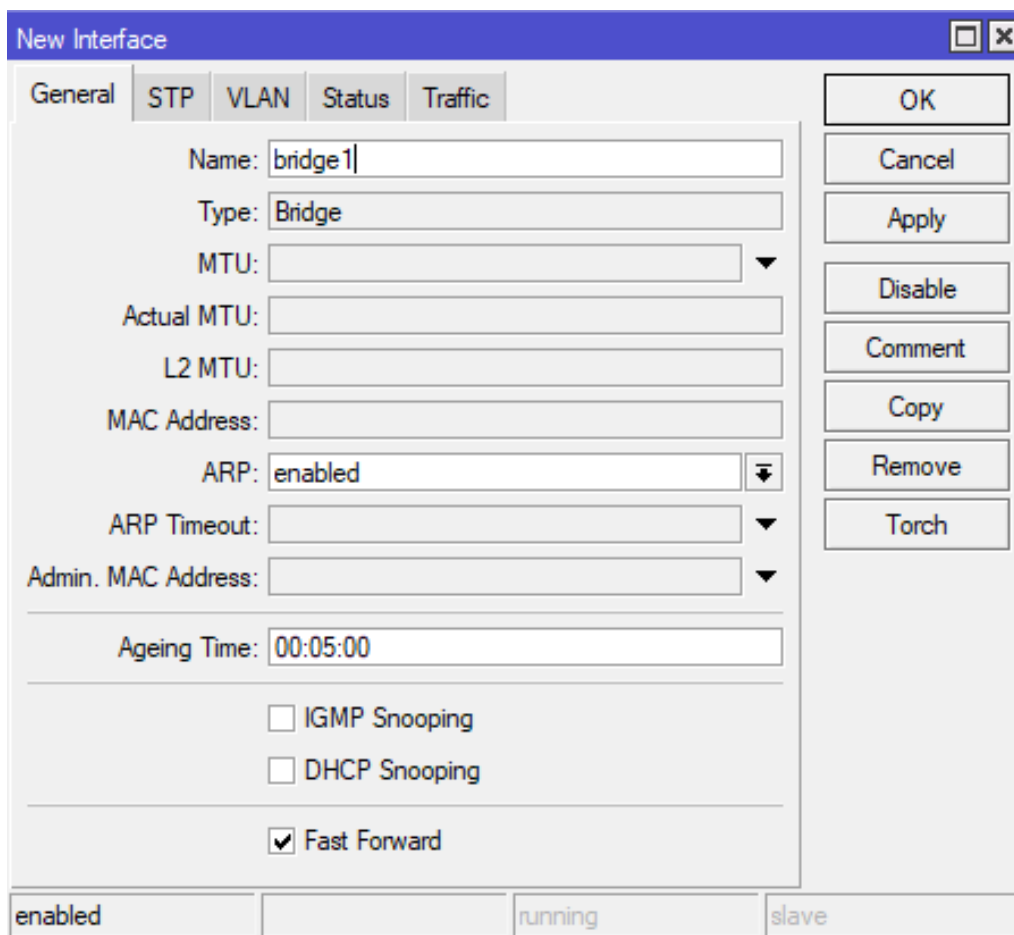 New Interface
General STP VLAN Status Traffic
OK
Name: bridge1
Cancel
Type: Bridge
Apply
MTU:
Disable
Actual MTU:
Comment
L2 MTU:
Copy
MAC Address:
Remove
ARP: enabled
Torch
ARP Timeout:
Admin. MAC Address:
Ageing Time: 00:05:00
IGMP Snooping
DHCP Snooping
Fast Forward
enabled running slave